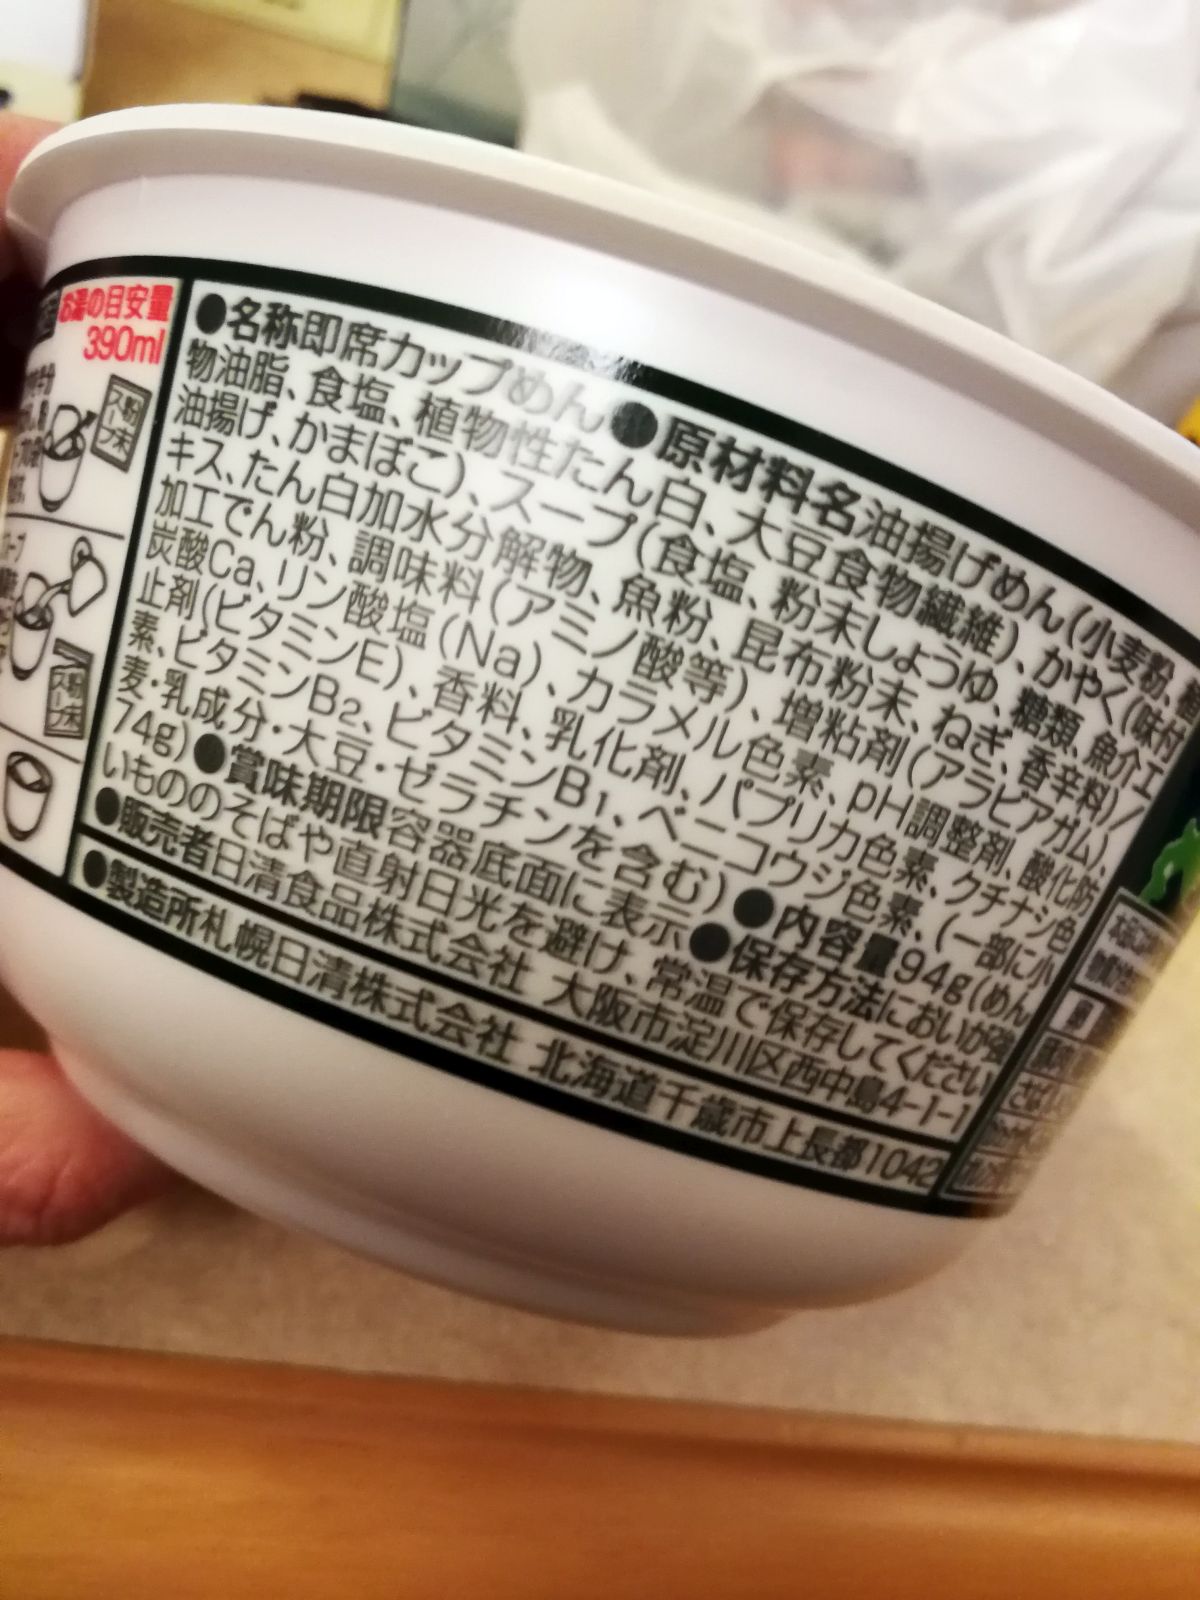 お湯の目安量
390ml
粉末
スープ
粉末
スープ
●名称即席カップめん●原材料名油揚げめん(小麦粉、植
物油脂、食塩、植物性たん白、大豆食物繊維)、かやく(味付
油揚げ、かまぼこ)、スープ(食塩、粉末しょうゆ、糖類、魚介エ
キス、たん白加水分解物、魚粉、昆布粉末、ねぎ、香辛料)/
加工でん粉、調味料(アミノ酸等)、増粘剤(アラビアガム)、
炭酸Ca、リン酸塩(Na)、カラメル色素、pH調整剤、酸化防
止剤(ビタミンE)、香料、乳化剤、パプリカ色素、クチナシ色
素、ビタミンB2、ビタミンB1、ベニコウジ色素、(一部に小
麦・乳成分・大豆・ゼラチンを含む)●内容量94g(めん
74g)●賞味期限容器底面に表示●保存方法においが強
いもののそばや直射日光を避け、常温で保存してください
●販売者日清食品株式会社 大阪市淀川区西中島4-1-1
●製造所札幌日清株式会社 北海道千歳市上長都1042